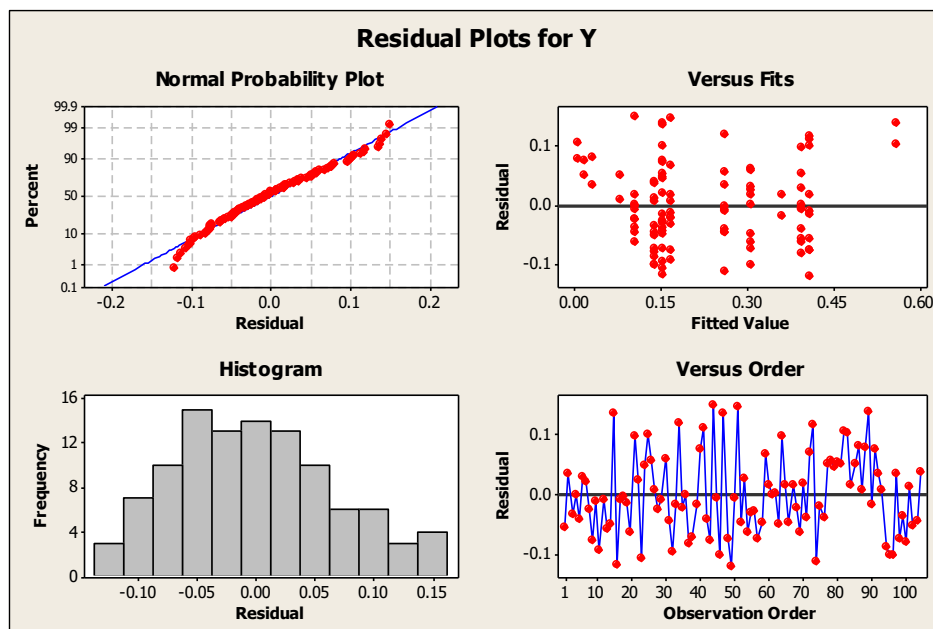 Residual Plots for Y
Normal Probability Plot
99.9
99
90
50
10
1
0.1
Percent
-0.2 -0.1 0.0 0.1 0.2
Residual
Versus Fits
0.1
0.0
-0.1
Residual
0.00 0.15 0.30 0.45 0.60
Fitted Value
Histogram
16
12
8
4
0
Frequency
-0.10 -0.05 0.00 0.05 0.10 0.15
Residual
Versus Order
0.1
0.0
-0.1
Residual
1 10 20 30 40 50 60 70 80 90 100
Observation Order